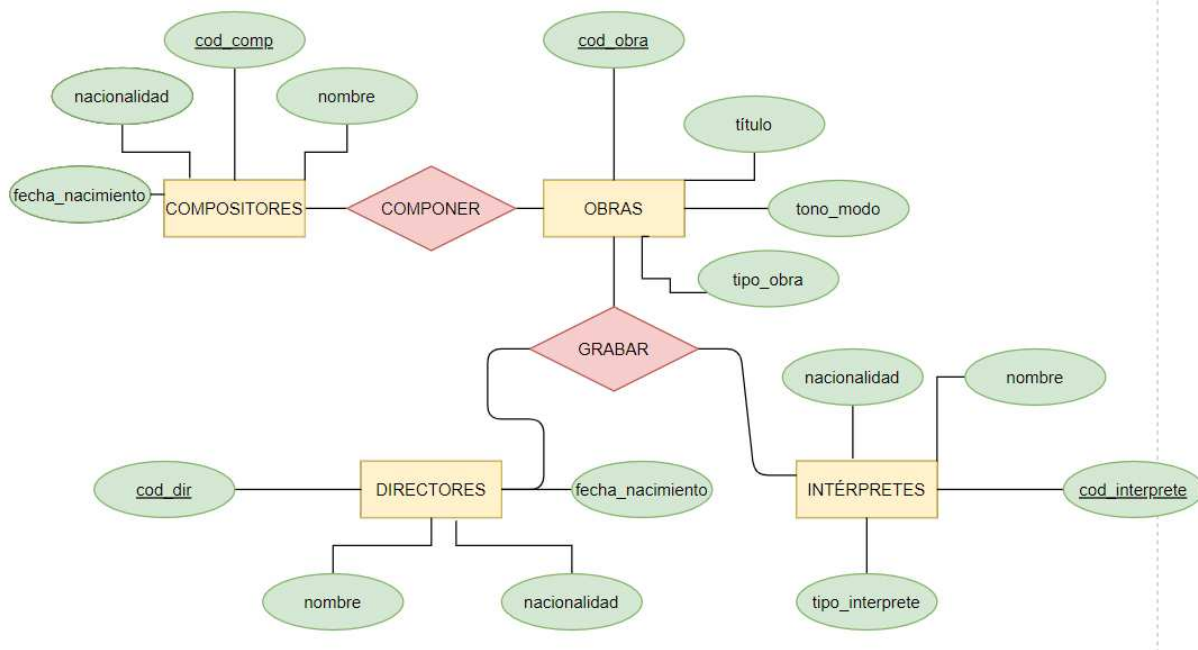 cod_comp
cod_obra
nacionalidad
nombre
título
fecha_nacimiento
COMPOSITORES
COMPONER
OBRAS
tono_modo
tipo_obra
GRABAR
nacionalidad
nombre
cod_dir
DIRECTORES
fecha_nacimiento
INTÉRPRETES
cod_interprete
nombre
nacionalidad
tipo_interprete